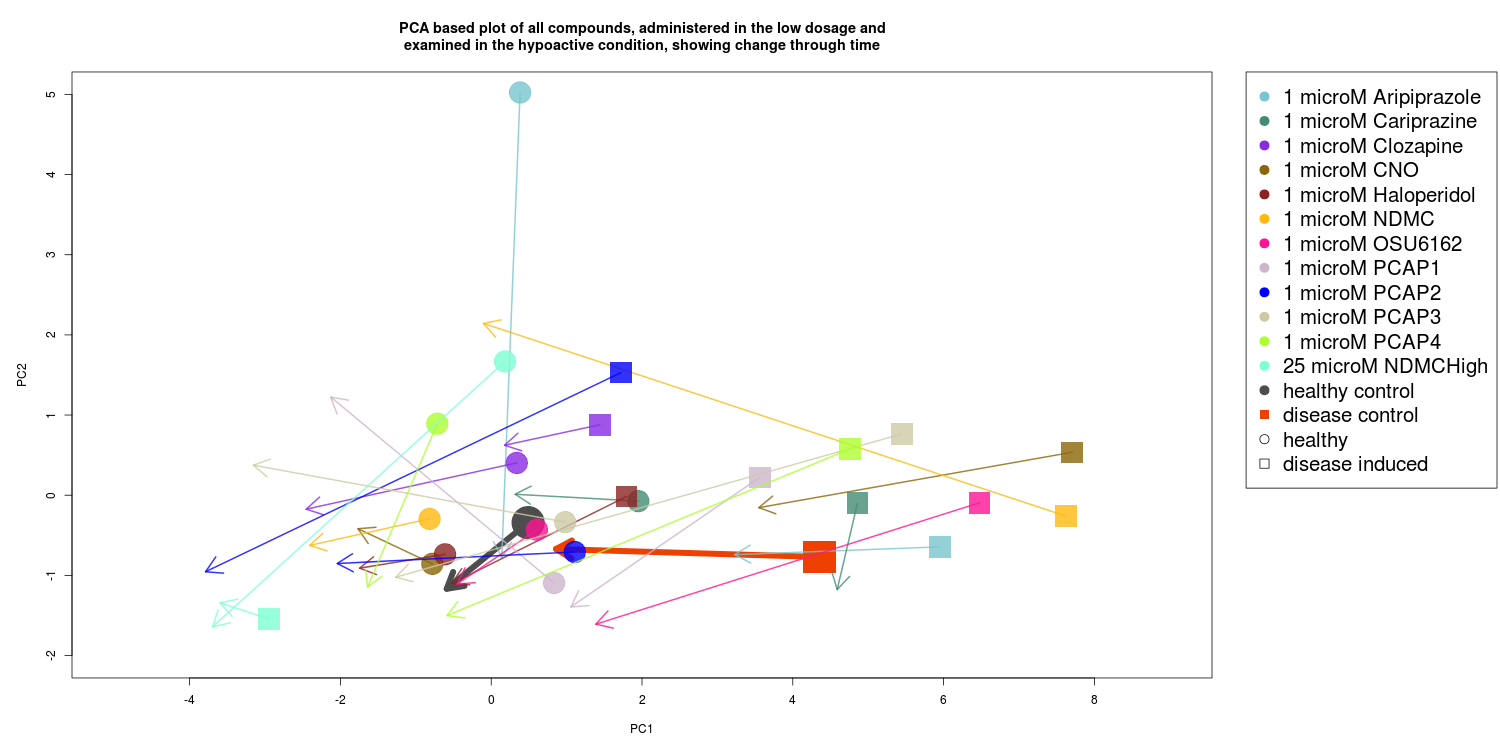 PCA based plot of all compounds, administered in the low dosage and
examined in the hypoactive condition, showing change through time
5
4
3
2
1
0
-1
-2
PC2
-4
-2
0
2
4
6
8
PC1
1 microM Aripiprazole
1 microM Cariprazine
1 microM Clozapine
1 microM CNO
1 microM Haloperidol
1 microM NDMC
1 microM OSU6162
1 microM PCAP1
1 microM PCAP2
1 microM PCAP3
1 microM PCAP4
25 microM NDMCHigh
healthy control
disease control
healthy
disease induced